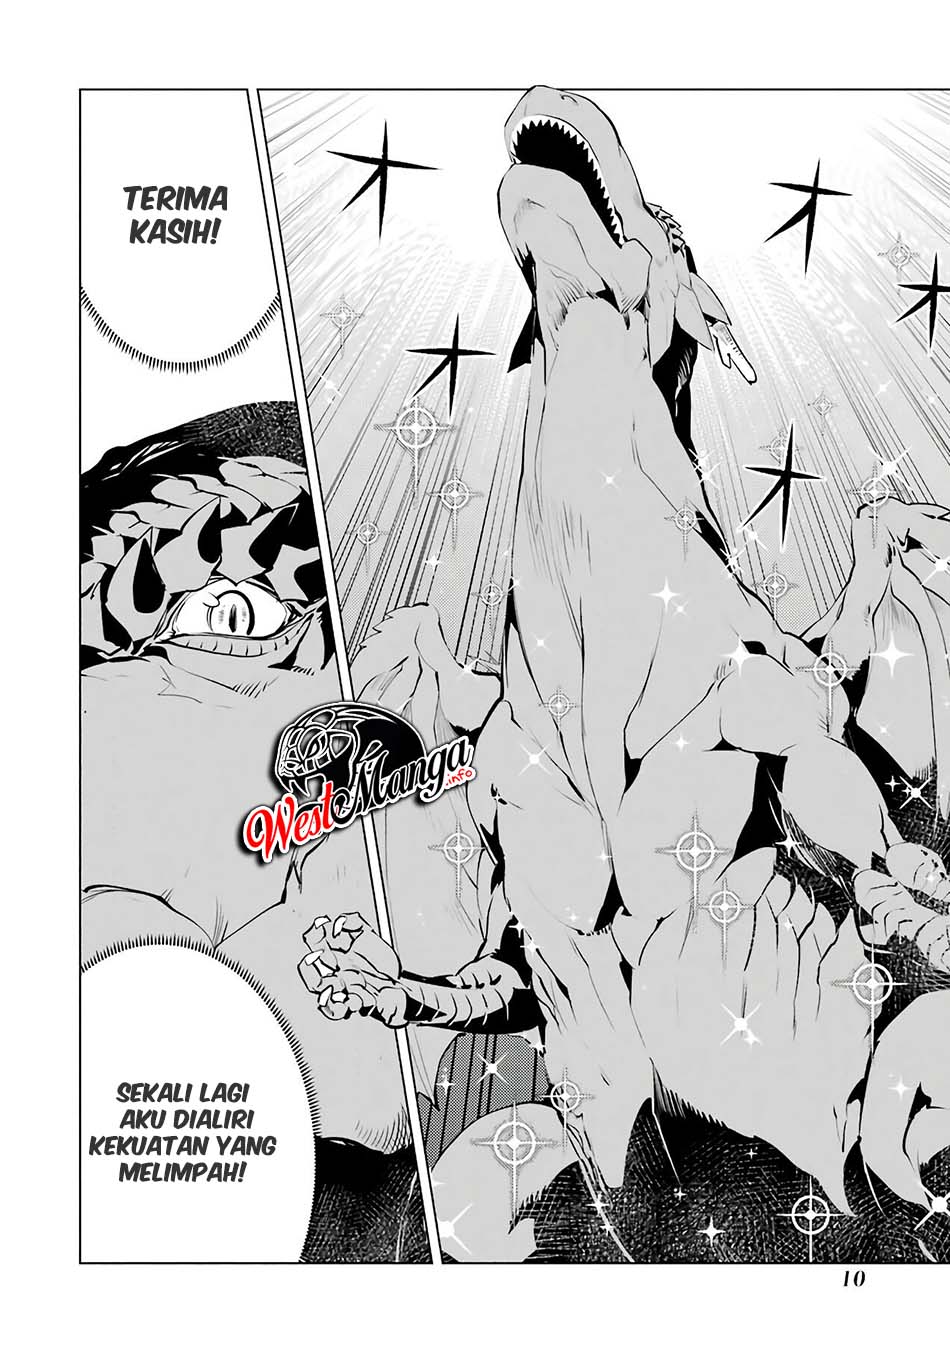 TERIMA
KASIH!
WestManga
.info
SEKALI LAGI
AKU DIALIRI
KEKUATAN YANG
MELIMPAH!
10